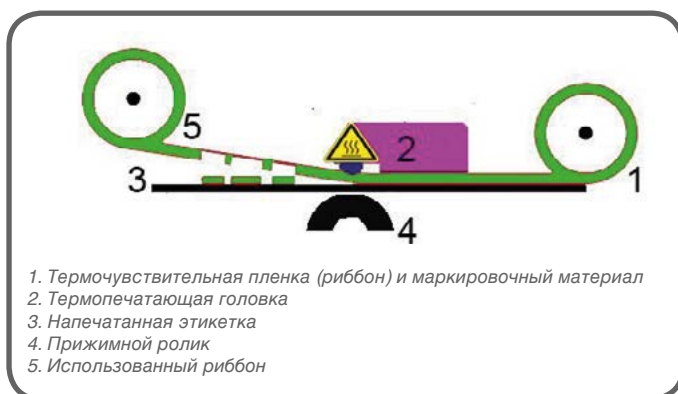 5
2
3
1
4
1. Термочувствительная пленка (риббон) и маркировочный материал
2. Термопечатающая головка
3. Напечатанная этикетка
4. Прижимной ролик
5. Использованный риббон